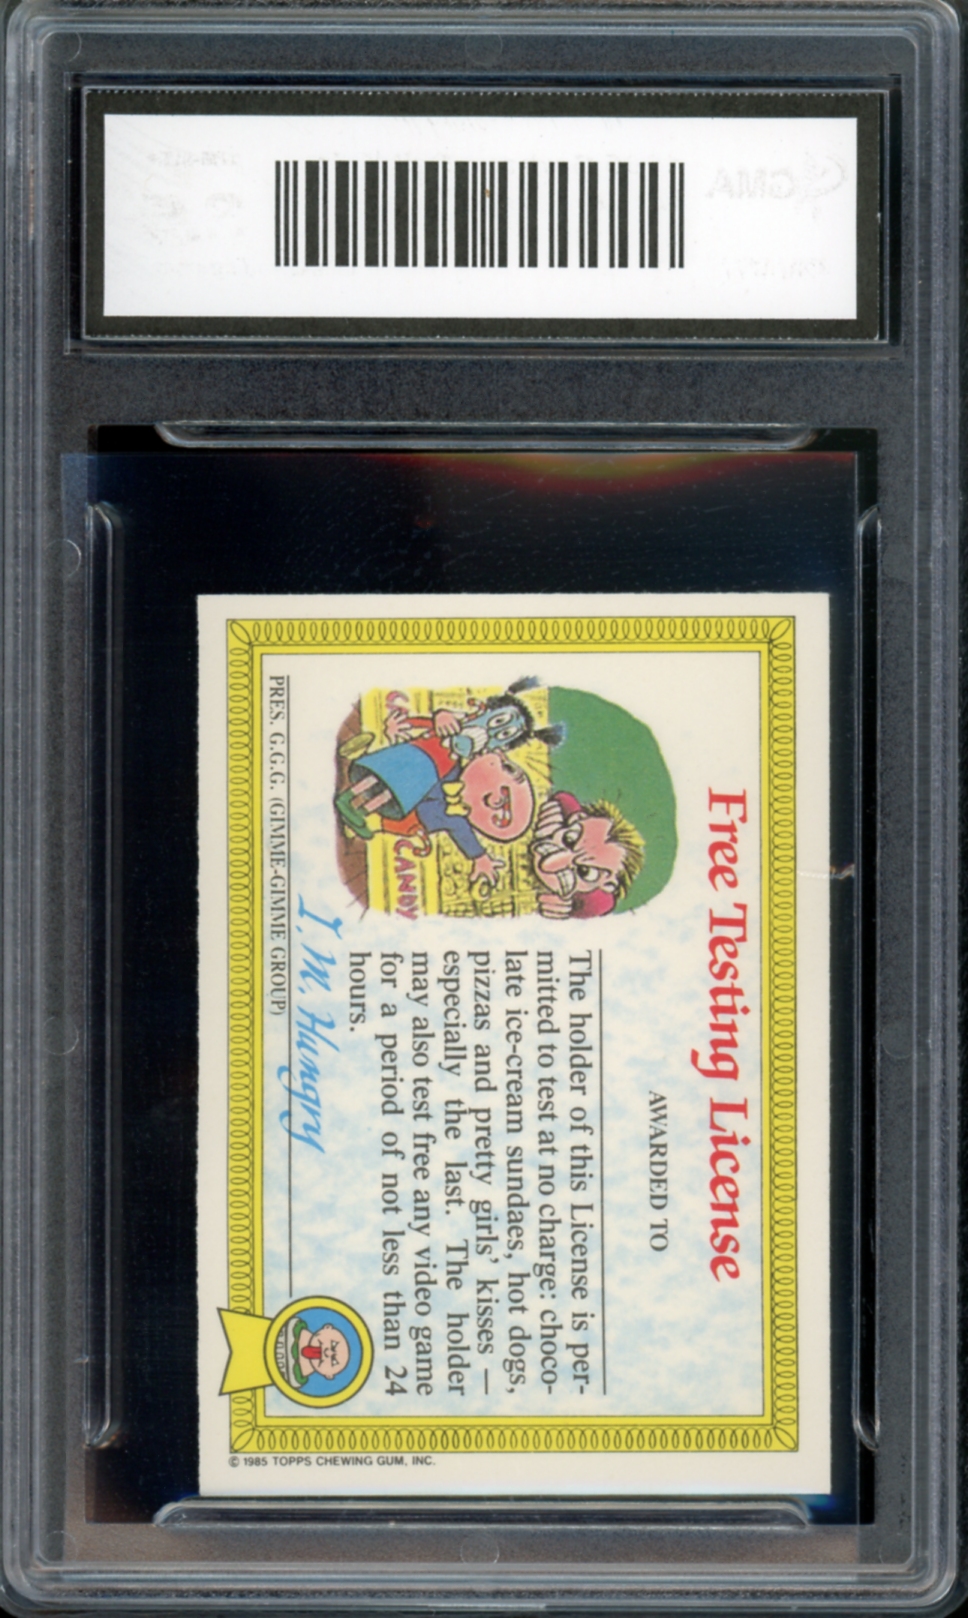 Free Testing License
AWARDED TO
The holder of this License is per-
mitted to test at no charge: choco-
late ice-cream sundaes, hot dogs,
pizzas and pretty girls' kisses —
especially the last. The holder
may also test free any video game
for a period of not less than 24
hours.
CANDY
I. M. Hungry
PRES. G.G.G. (GIMME-GIMME GROUP)
© 1985 TOPPS CHEWING GUM, INC.
GMA